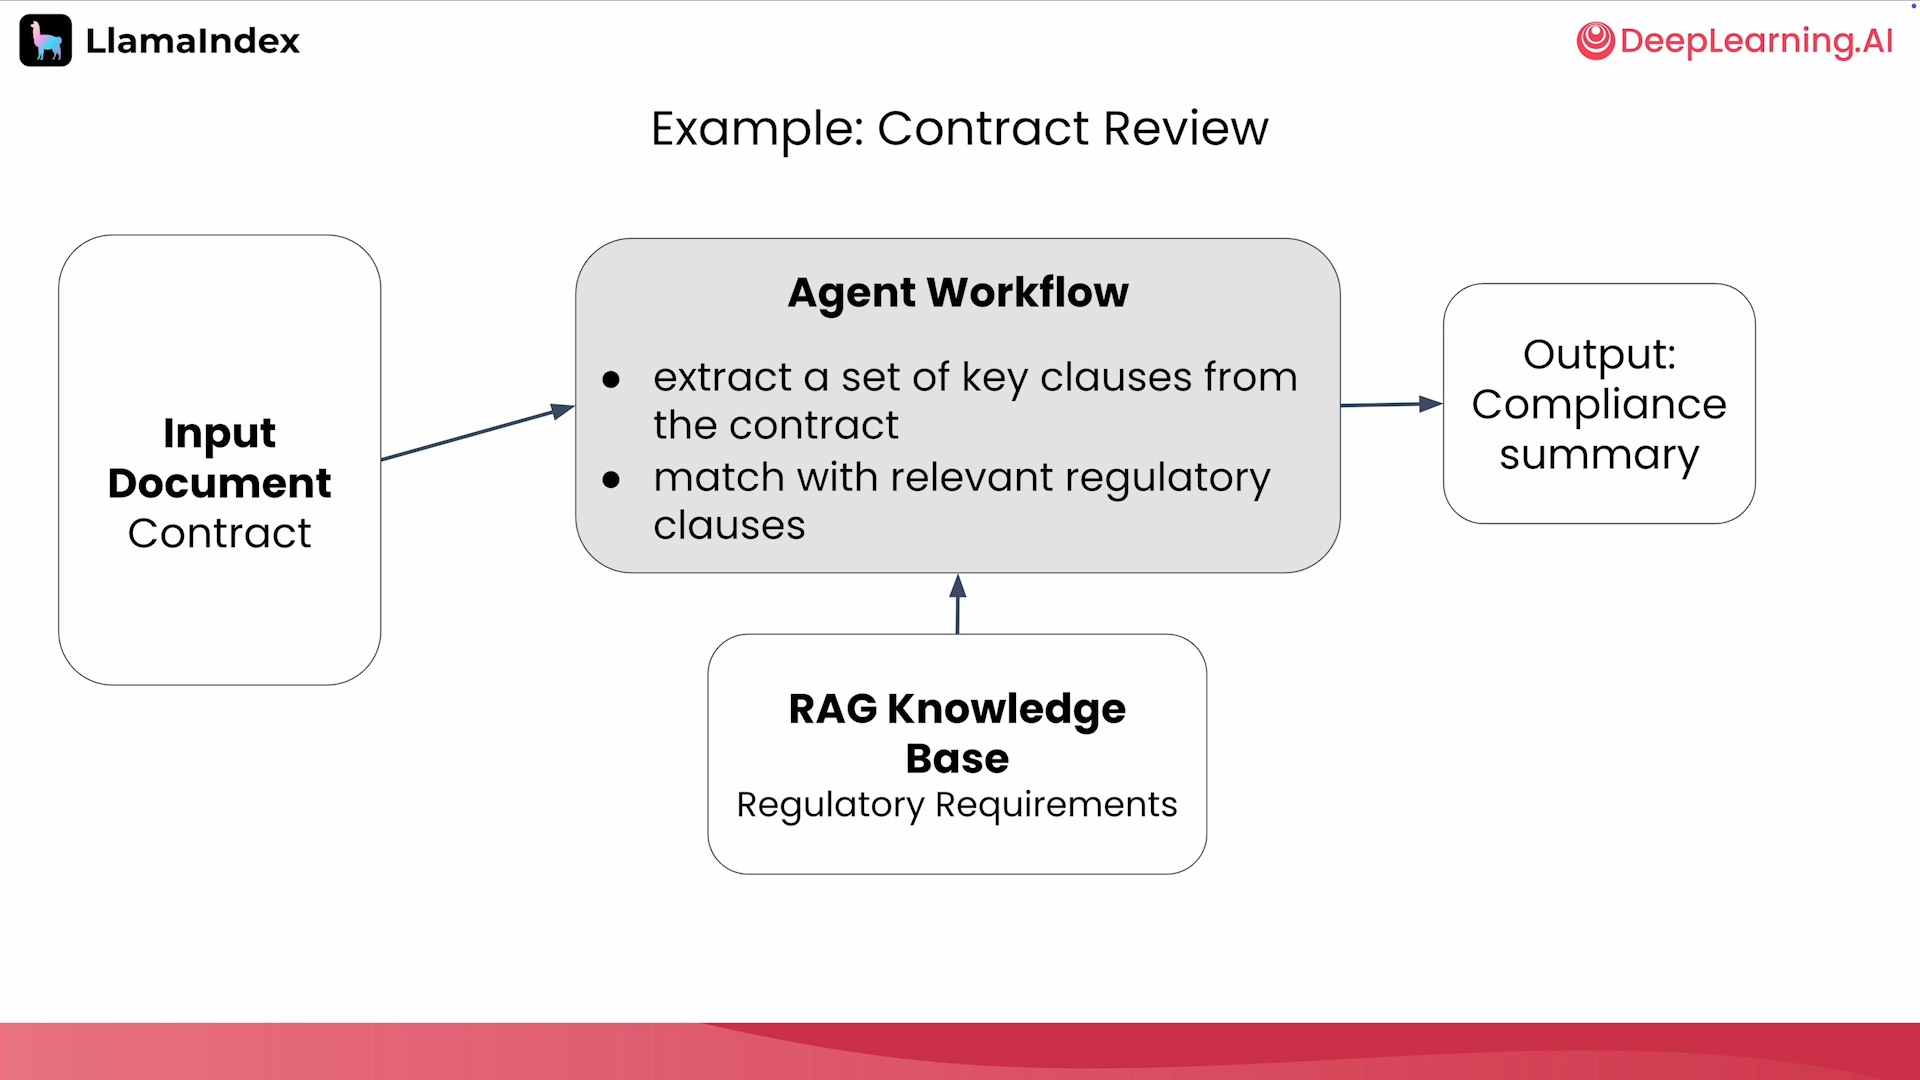 LlamaIndex
DeepLearning.AI
Example: Contract Review
Input
Document
Contract
Agent Workflow
● extract a set of key clauses from
the contract
● match with relevant regulatory
clauses
Output:
Compliance
summary
RAG Knowledge
Base
Regulatory Requirements